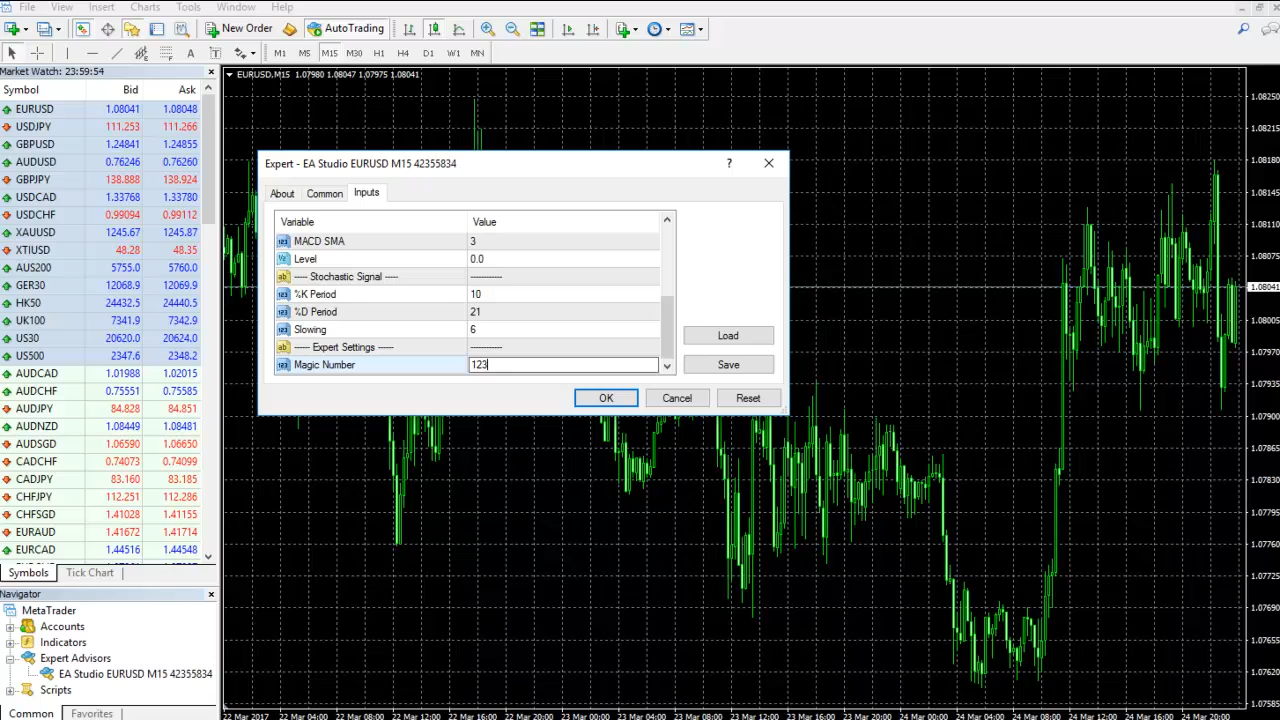 File View Insert Charts Tools Window Help
New Order AutoTrading
M1 M5 M15 M30 H1 H4 D1 W1 MN
Market Watch: 23:59:54
Symbol Bid Ask
EURUSD 1.08041 1.08048
USDJPY 111.253 111.266
GBPUSD 1.24841 1.24855
AUDUSD 0.76246 0.76260
GBPJPY 138.888 138.924
USDCAD 1.33768 1.33780
USDCHF 0.99094 0.99112
XAUUSD 1245.67 1245.87
XTIUSD 48.28 48.35
AUS200 5755.0 5760.0
GER30 12068.9 12069.9
HK50 24432.5 24440.5
UK100 7341.9 7342.9
US30 20620.0 20624.0
US500 2347.6 2348.2
AUDCAD 1.01988 1.02015
AUDCHF 0.75551 0.75583
AUDJPY 84.828 84.851
AUDNZD 1.08449 1.08481
AUDSGD 1.06590 1.06650
CADCHF 0.74073 0.74099
CADJPY 83.160 83.185
CHFJPY 112.251 112.286
CHFSGD 1.41028 1.41155
EURAUD 1.41672 1.41714
EURCAD 1.44516 1.44548
Symbols Tick Chart
Navigator
MetaTrader
Accounts
Indicators
Expert Advisors
EA Studio EURUSD M15 42355834
Scripts
Common Favorites
EURUSD,M15 1.07980 1.08047 1.07975 1.08041
Expert - EA Studio EURUSD M15 42355834
About Common Inputs
Variable Value
MACD SMA 3
Level 0.0
----- Stochastic Signal ----- ------------
%K Period 10
%D Period 21
Slowing 6
------ Expert Settings ------ ------------
Magic Number 123
Load
Save
OK Cancel Reset
1.08250
1.08215
1.08180
1.08145
1.08110
1.08075
1.08041
1.08005
1.07970
1.07935
1.07900
1.07865
1.07830
1.07795
1.07760
1.07725
1.07690
1.07655
1.07620
1.07585
22 Mar 2017 22 Mar 04:00 22 Mar 08:00 22 Mar 12:00 22 Mar 16:00 22 Mar 20:00 23 Mar 00:00 23 Mar 04:00 23 Mar 08:00 23 Mar 12:00 23 Mar 16:00 23 Mar 20:00 24 Mar 00:00 24 Mar 04:00 24 Mar 08:00 24 Mar 12:00 24 Mar 16:00 24 Mar 20:00